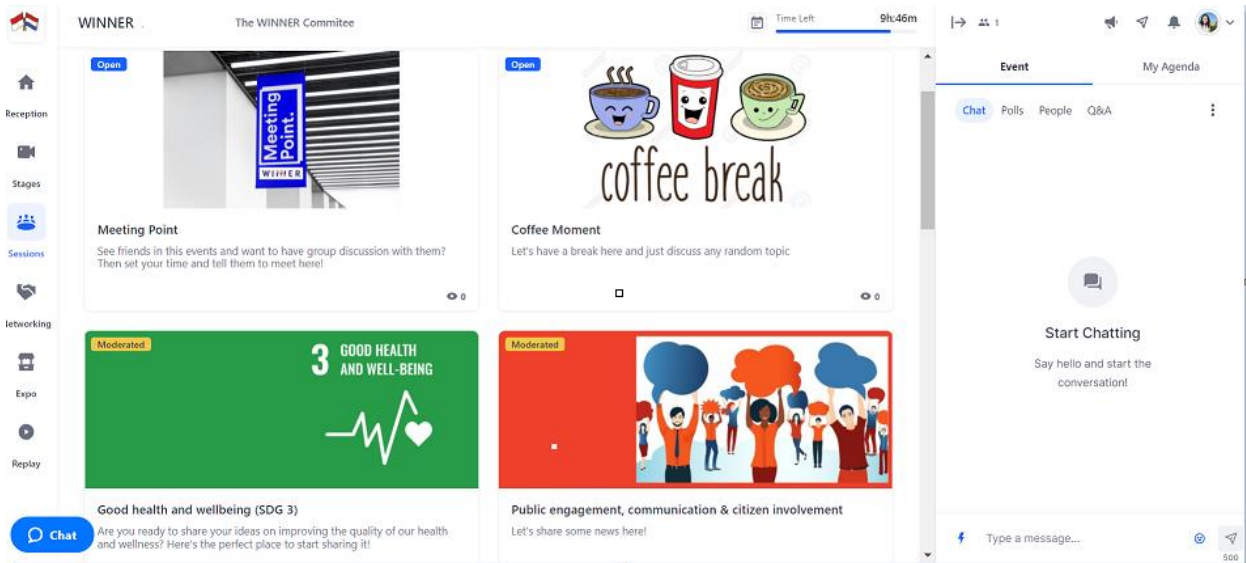 WINNER .
The WINNER Commitee
Time Left
9h:46m
1
Reception
Stages
Sessions
Networking
Expo
Replay
Chat
Open
Meeting
Point.
WINNER
Meeting Point
See friends in this events and want to have group discussion with them?
Then set your time and tell them to meet here!
0
Open
coffee break
Coffee Moment
Let's have a break here and just discuss any random topic
0
Moderated
3 GOOD HEALTH
AND WELL-BEING
Good health and wellbeing (SDG 3)
Are you ready to share your ideas on improving the quality of our health
and wellness? Here's the perfect place to start sharing it!
Moderated
Public engagement, communication & citizen involvement
Let's share some news here!
Event
My Agenda
Chat
Polls
People
Q&A
Start Chatting
Say hello and start the
conversation!
Type a message...
500